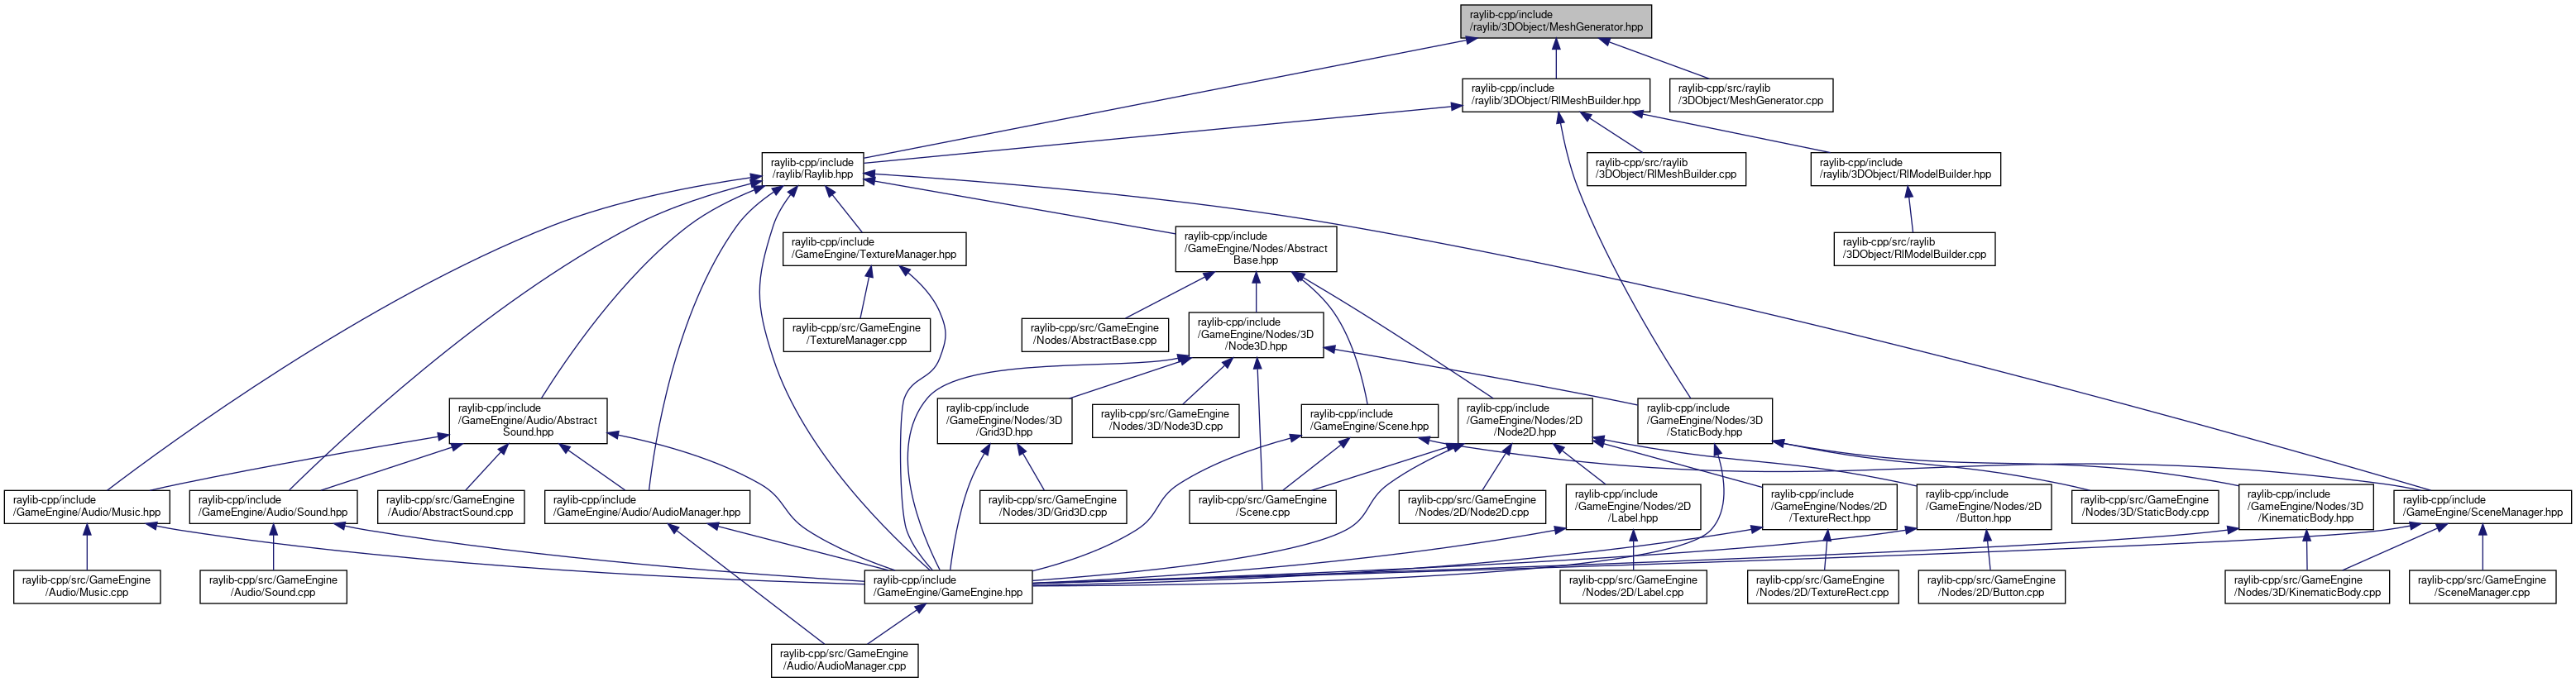 raylib-cpp/include
/raylib/3DObject/MeshGenerator.hpp
raylib-cpp/include
/raylib/3DObject/RlMeshBuilder.hpp
raylib-cpp/src/raylib
/3DObject/MeshGenerator.cpp
raylib-cpp/include
/raylib/Raylib.hpp
raylib-cpp/src/raylib
/3DObject/RlMeshBuilder.cpp
raylib-cpp/include
/raylib/3DObject/RlModelBuilder.hpp
raylib-cpp/include
/GameEngine/TextureManager.hpp
raylib-cpp/include
/GameEngine/Nodes/Abstract
Base.hpp
raylib-cpp/src/raylib
/3DObject/RlModelBuilder.cpp
raylib-cpp/src/GameEngine
/TextureManager.cpp
raylib-cpp/src/GameEngine
/Nodes/AbstractBase.cpp
raylib-cpp/include
/GameEngine/Nodes/3D
/Node3D.hpp
raylib-cpp/include
/GameEngine/Audio/Abstract
Sound.hpp
raylib-cpp/include
/GameEngine/Nodes/3D
/Grid3D.hpp
raylib-cpp/src/GameEngine
/Nodes/3D/Node3D.cpp
raylib-cpp/include
/GameEngine/Scene.hpp
raylib-cpp/include
/GameEngine/Nodes/2D
/Node2D.hpp
raylib-cpp/include
/GameEngine/Nodes/3D
/StaticBody.hpp
raylib-cpp/include
/GameEngine/Audio/Music.hpp
raylib-cpp/include
/GameEngine/Audio/Sound.hpp
raylib-cpp/src/GameEngine
/Audio/AbstractSound.cpp
raylib-cpp/include
/GameEngine/Audio/AudioManager.hpp
raylib-cpp/src/GameEngine
/Nodes/3D/Grid3D.cpp
raylib-cpp/src/GameEngine
/Scene.cpp
raylib-cpp/src/GameEngine
/Nodes/2D/Node2D.cpp
raylib-cpp/include
/GameEngine/Nodes/2D
/Label.hpp
raylib-cpp/include
/GameEngine/Nodes/2D
/TextureRect.hpp
raylib-cpp/include
/GameEngine/Nodes/2D
/Button.hpp
raylib-cpp/src/GameEngine
/Nodes/3D/StaticBody.cpp
raylib-cpp/include
/GameEngine/Nodes/3D
/KinematicBody.hpp
raylib-cpp/include
/GameEngine/SceneManager.hpp
raylib-cpp/src/GameEngine
/Audio/Music.cpp
raylib-cpp/src/GameEngine
/Audio/Sound.cpp
raylib-cpp/include
/GameEngine/GameEngine.hpp
raylib-cpp/src/GameEngine
/Nodes/2D/Label.cpp
raylib-cpp/src/GameEngine
/Nodes/2D/TextureRect.cpp
raylib-cpp/src/GameEngine
/Nodes/2D/Button.cpp
raylib-cpp/src/GameEngine
/Nodes/3D/KinematicBody.cpp
raylib-cpp/src/GameEngine
/SceneManager.cpp
raylib-cpp/src/GameEngine
/Audio/AudioManager.cpp